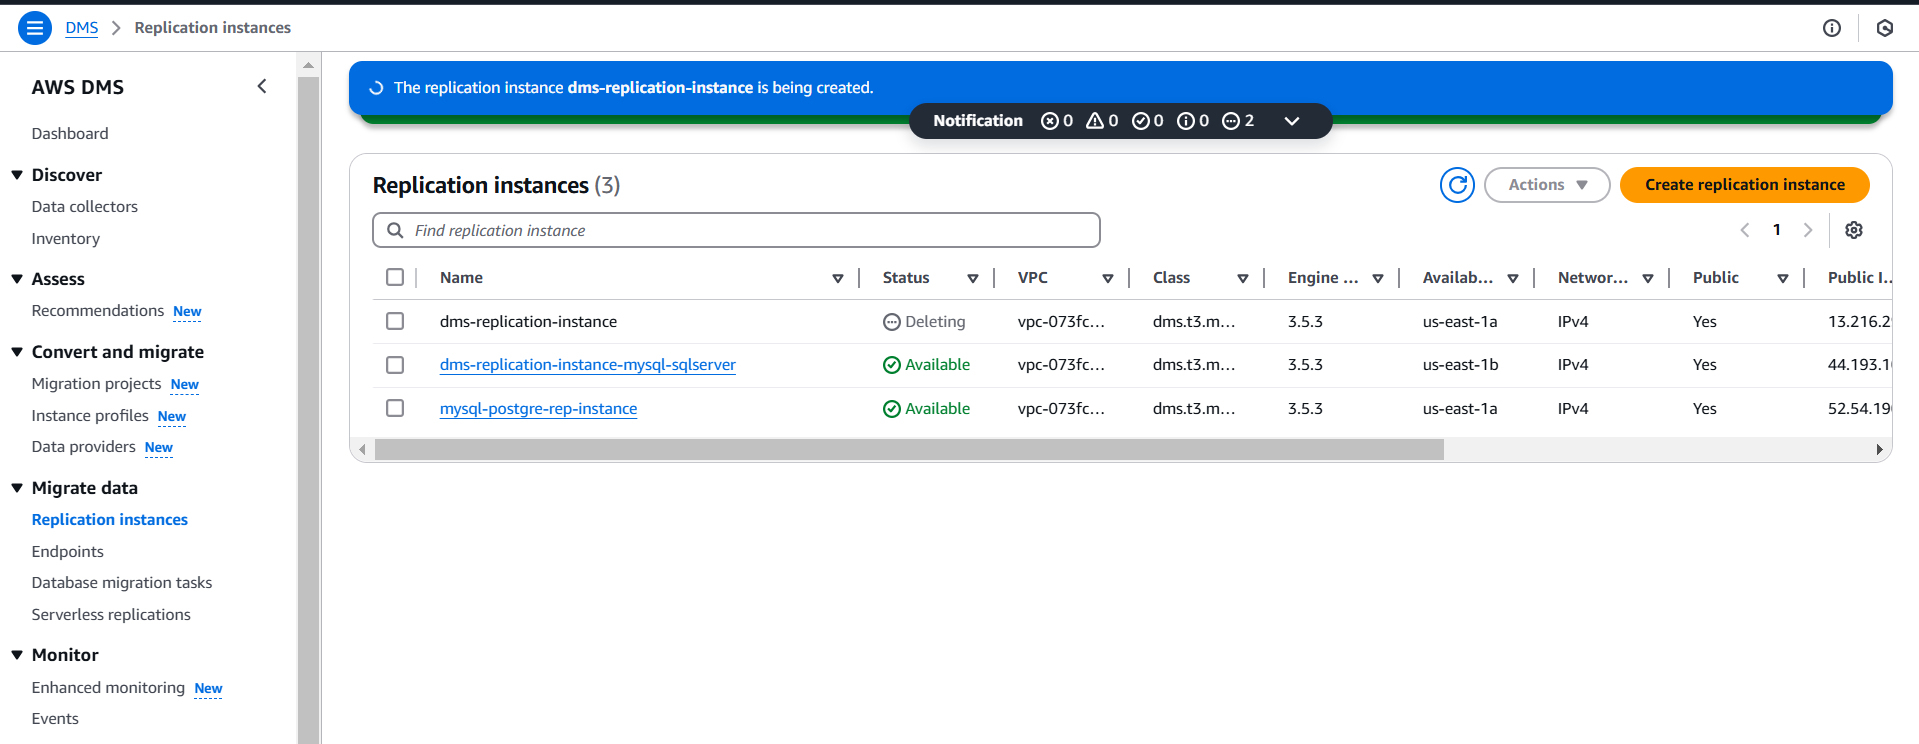 DMS > Replication instances
AWS DMS
Dashboard
Discover
Data collectors
Inventory
Assess
Recommendations New
Convert and migrate
Migration projects New
Instance profiles New
Data providers New
Migrate data
Replication instances
Endpoints
Database migration tasks
Serverless replications
Monitor
Enhanced monitoring New
Events
The replication instance dms-replication-instance is being created.
Notification 0 0 0 0 2
Replication instances (3)
Actions
Create replication instance
Find replication instance
1
Name Status VPC Class Engine ... Availab... Networ... Public Public I...
dms-replication-instance Deleting vpc-073fc... dms.t3.m... 3.5.3 us-east-1a IPv4 Yes 13.216.2
dms-replication-instance-mysql-sqlserver Available vpc-073fc... dms.t3.m... 3.5.3 us-east-1b IPv4 Yes 44.193.1
mysql-postgre-rep-instance Available vpc-073fc... dms.t3.m... 3.5.3 us-east-1a IPv4 Yes 52.54.19